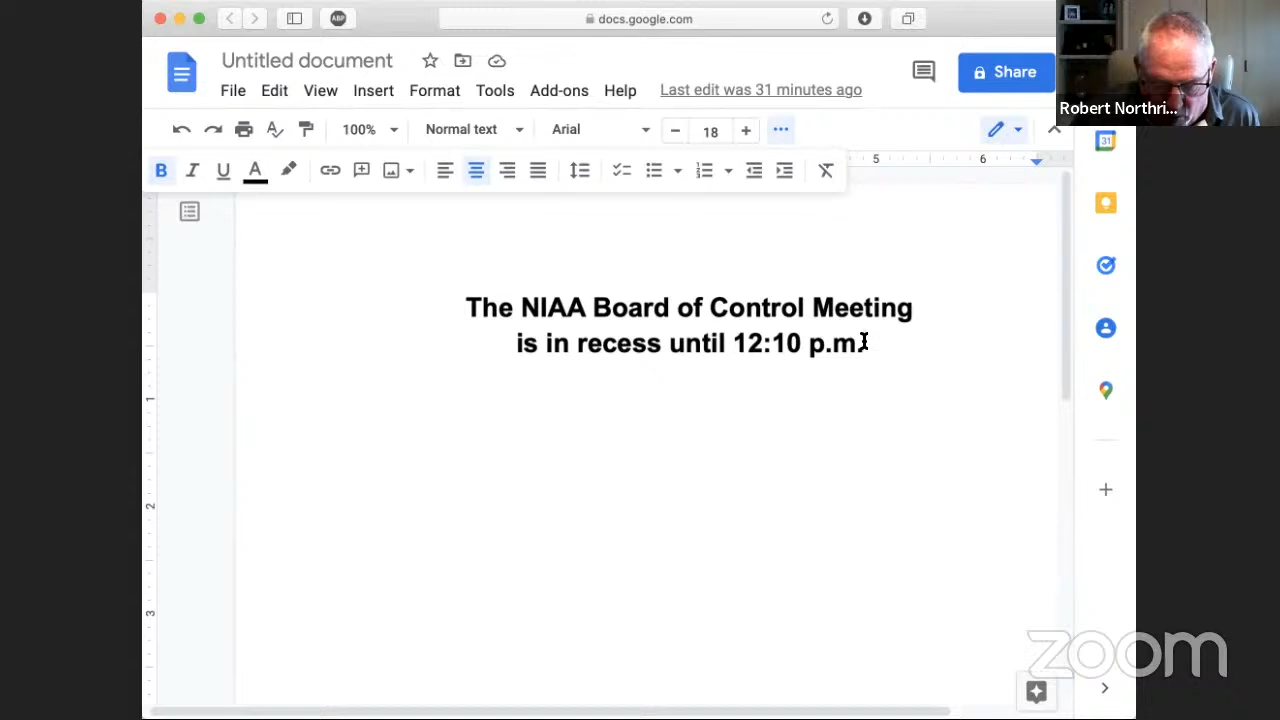 ABP
docs.google.com
Untitled document
File Edit View Insert Format Tools Add-ons Help Last edit was 31 minutes ago
Share
Robert Northri...
100% Normal text Arial 18
B I U A
5 6
31
The NIAA Board of Control Meeting
is in recess until 12:10 p.m.
1
2
3
zoom